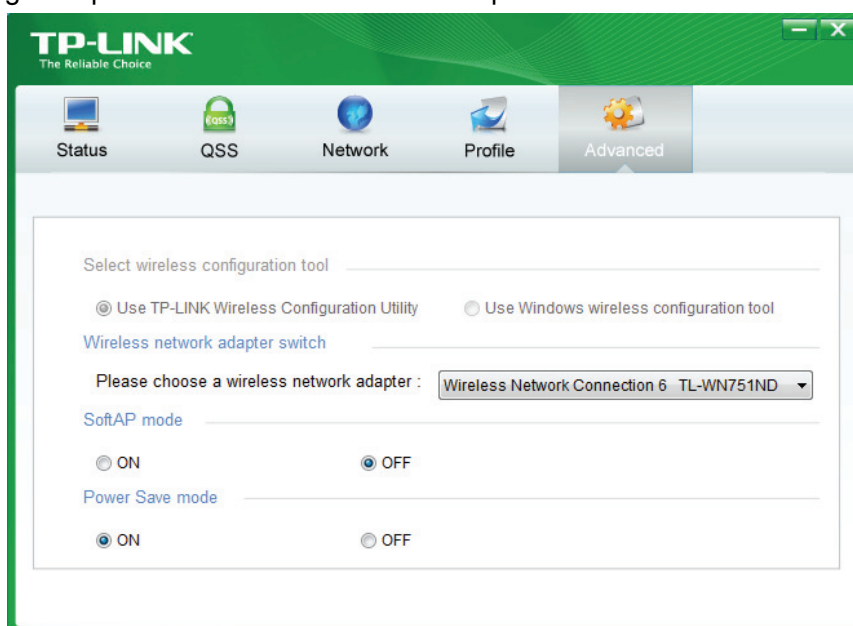 TP-LINK
The Reliable Choice
Status QSS Network Profile Advanced
Select wireless configuration tool
Use TP-LINK Wireless Configuration Utility Use Windows wireless configuration tool
Wireless network adapter switch
Please choose a wireless network adapter : Wireless Network Connection 6 TL-WN751ND
SoftAP mode
ON OFF
Power Save mode
ON OFF